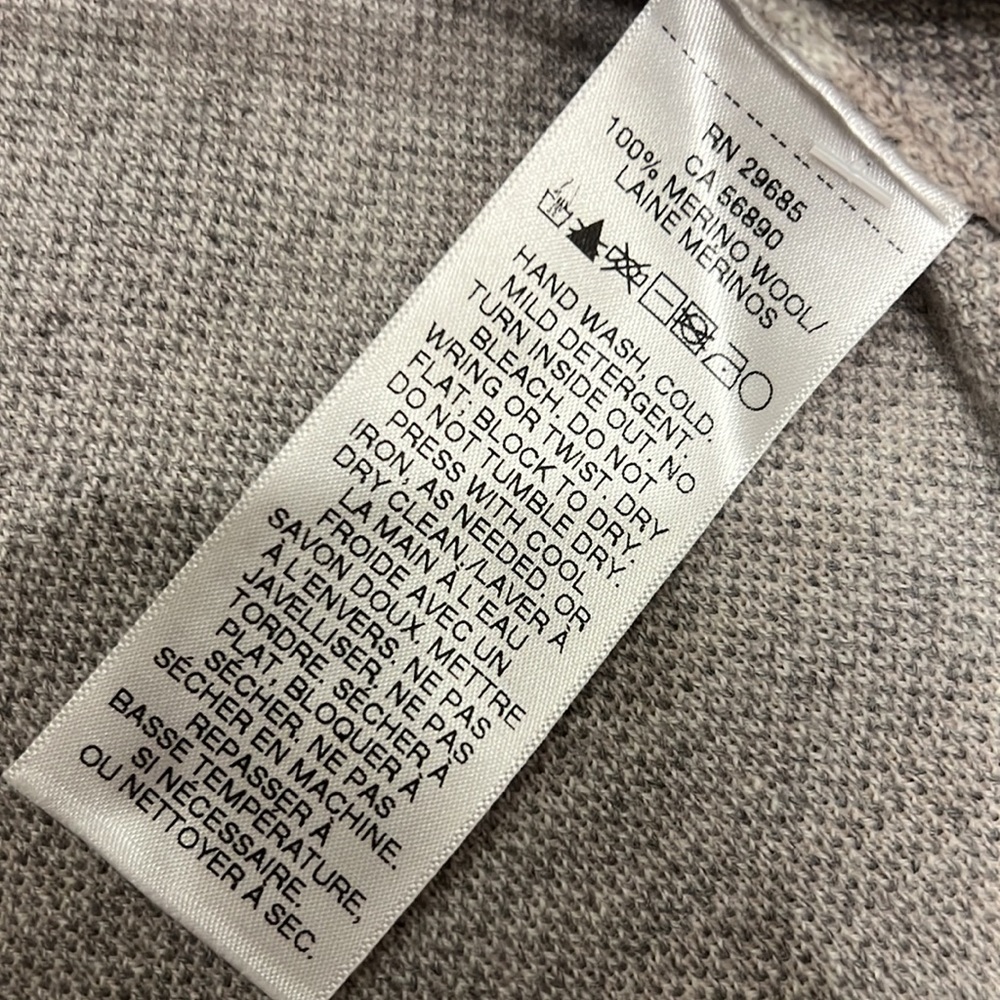 RN 29685
CA 56890
100% MERINO WOOL/
LAINE MERINOS
HAND WASH, COLD.
MILD DETERGENT.
TURN INSIDE OUT. NO
BLEACH. DO NOT
WRING OR TWIST. DRY
FLAT; BLOCK TO DRY.
DO NOT TUMBLE DRY.
PRESS WITH COOL
IRON, AS NEEDED, OR
DRY CLEAN./LAVER À
LA MAIN À L'EAU
FROIDE AVEC UN
SAVON DOUX. METTRE
À L'ENVERS. NE PAS
JAVELLISER, NE PAS
TORDRE. SÉCHER À
PLAT, BLOQUER À
SÉCHER, NE PAS
SÉCHER EN MACHINE.
REPASSER À
BASSE TEMPÉRATURE,
SI NÉCESSAIRE,
OU NETTOYER À SEC.